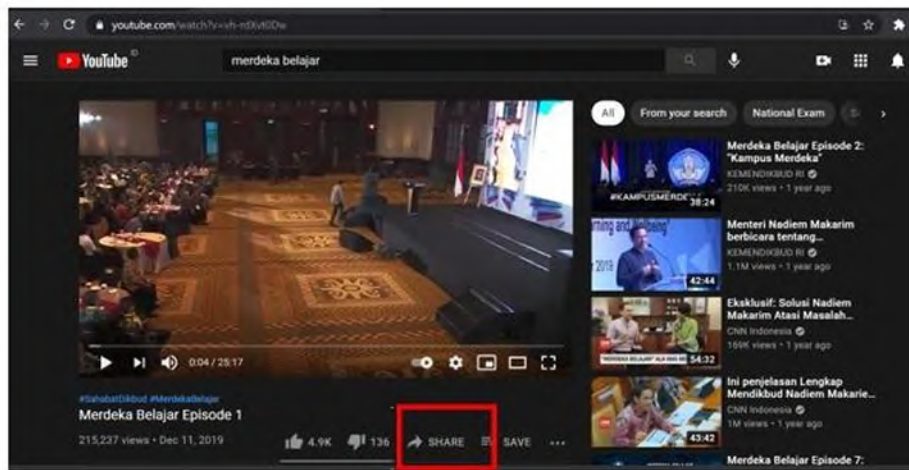 youtube.com/watch?v=
YouTube ID
merdeka belajar
All
From your search
National Exam
0:04 / 25:17
#SahabatDikbud #MerdekaBelajar
Merdeka Belajar Episode 1
215,237 views • Dec 11, 2019
4.9K
136
SHARE
SAVE
#KAMPUSMERDE
38:24
Merdeka Belajar Episode 2:
"Kampus Merdeka"
KEMENDIKBUD RI
210K views • 1 year ago
2019
42:44
Menteri Nadiem Makarim
berbicara tentang...
KEMENDIKBUD RI
1.1M views • 1 year ago
54:32
Eksklusif: Solusi Nadiem
Makarim Atasi Masalah...
CNN Indonesia
169K views • 1 year ago
43:42
Ini penjelasan Lengkap
Mendikbud Nadiem Makarie...
CNN Indonesia
1M views • 1 year ago
Merdeka Belajar Episode 7: